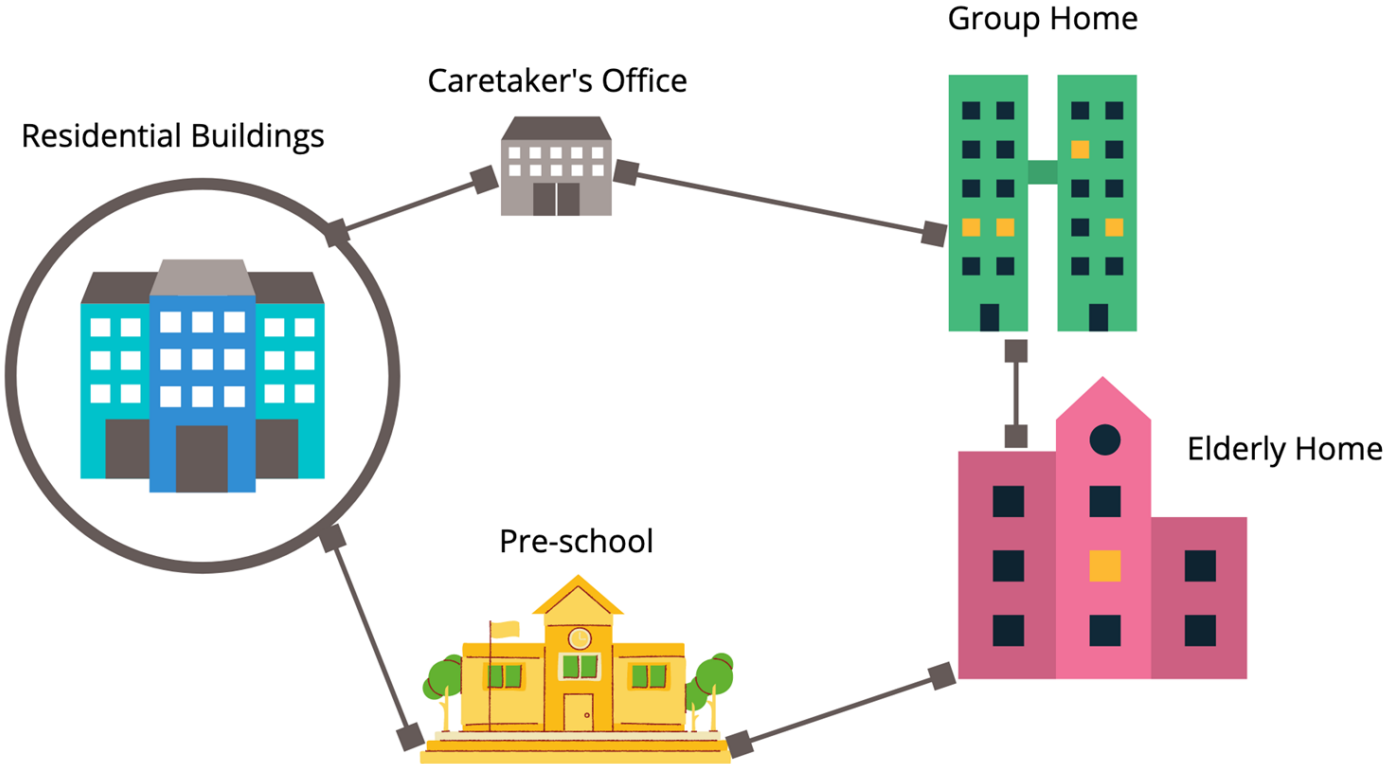 Group Home
Caretaker's Office
Residential Buildings
Elderly Home
Pre-school